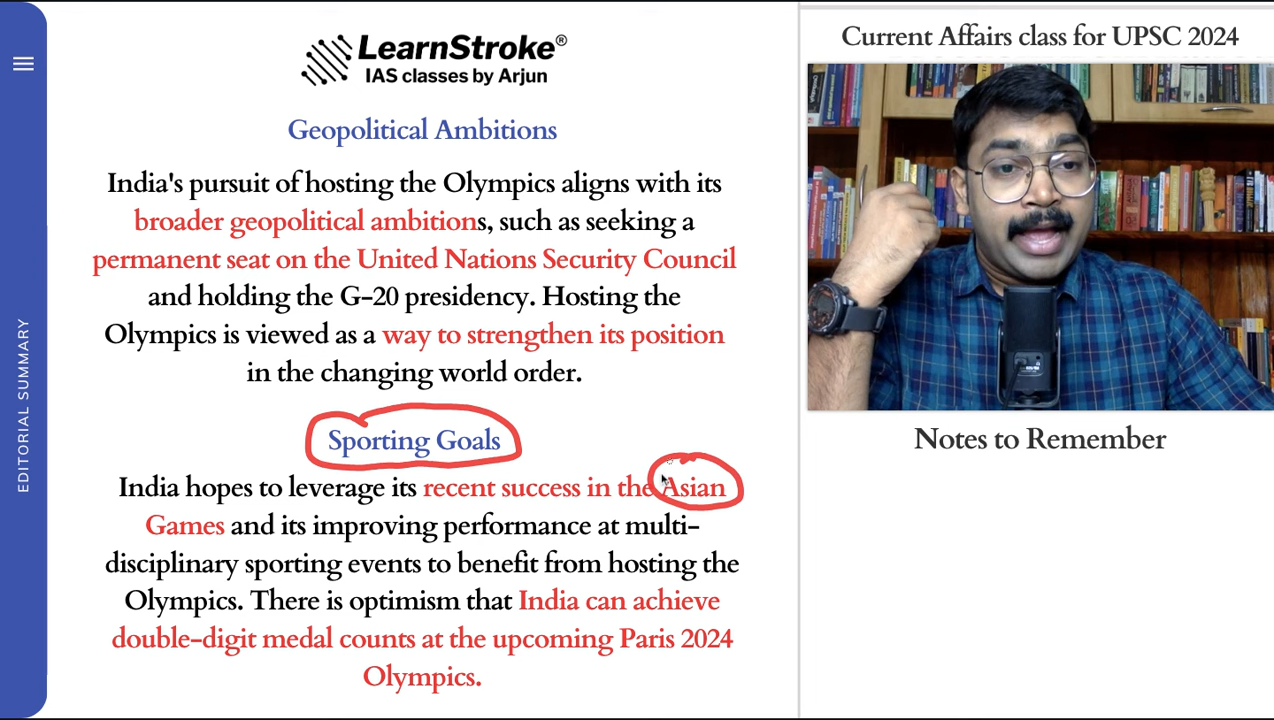 LearnStroke®
IAS classes by Arjun
Geopolitical Ambitions
India's pursuit of hosting the Olympics aligns with its
broader geopolitical ambitions, such as seeking a
permanent seat on the United Nations Security Council
and holding the G-20 presidency. Hosting the
Olympics is viewed as a way to strengthen its position
in the changing world order.
Sporting Goals
India hopes to leverage its recent success in the Asian
Games and its improving performance at multi-
disciplinary sporting events to benefit from hosting the
Olympics. There is optimism that India can achieve
double-digit medal counts at the upcoming Paris 2024
Olympics.
EDITORIAL SUMMARY
Current Affairs class for UPSC 2024
Notes to Remember